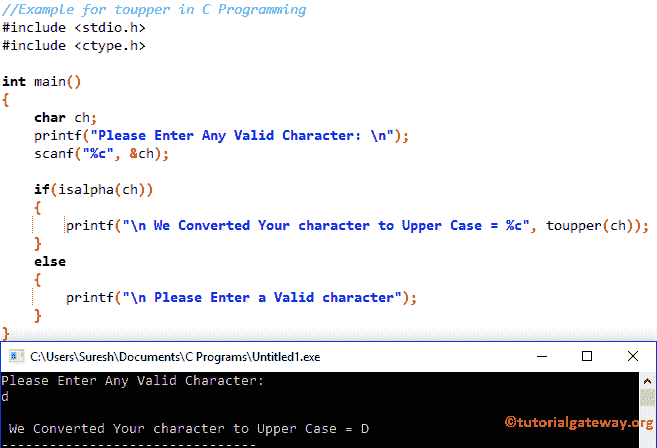 //Example for toupper in C Programming
#include <stdio.h>
#include <ctype.h>
int main()
{
char ch;
printf("Please Enter Any Valid Character: \n");
scanf("%c", &ch);
if(isalpha(ch))
{
printf("\n We Converted Your character to Upper Case = %c", toupper(ch));
}
else
{
printf("\n Please Enter a Valid character");
}
}
C:\Users\Suresh\Documents\C Programs\Untitled1.exe
Please Enter Any Valid Character:
d
©tutorialgateway.org
We Converted Your character to Upper Case = D
--------------------------------